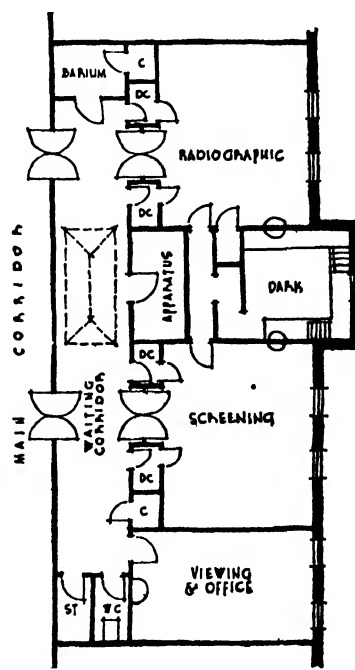 BARIUM
C
DC
RADIOGRAPHIC
DC
APPARATUS
DARK
MAIN CORRIDOR
WAITING
CORRIDOR
DC
SCREENING
DC
C
VIEWING
& OFFICE
ST
WC